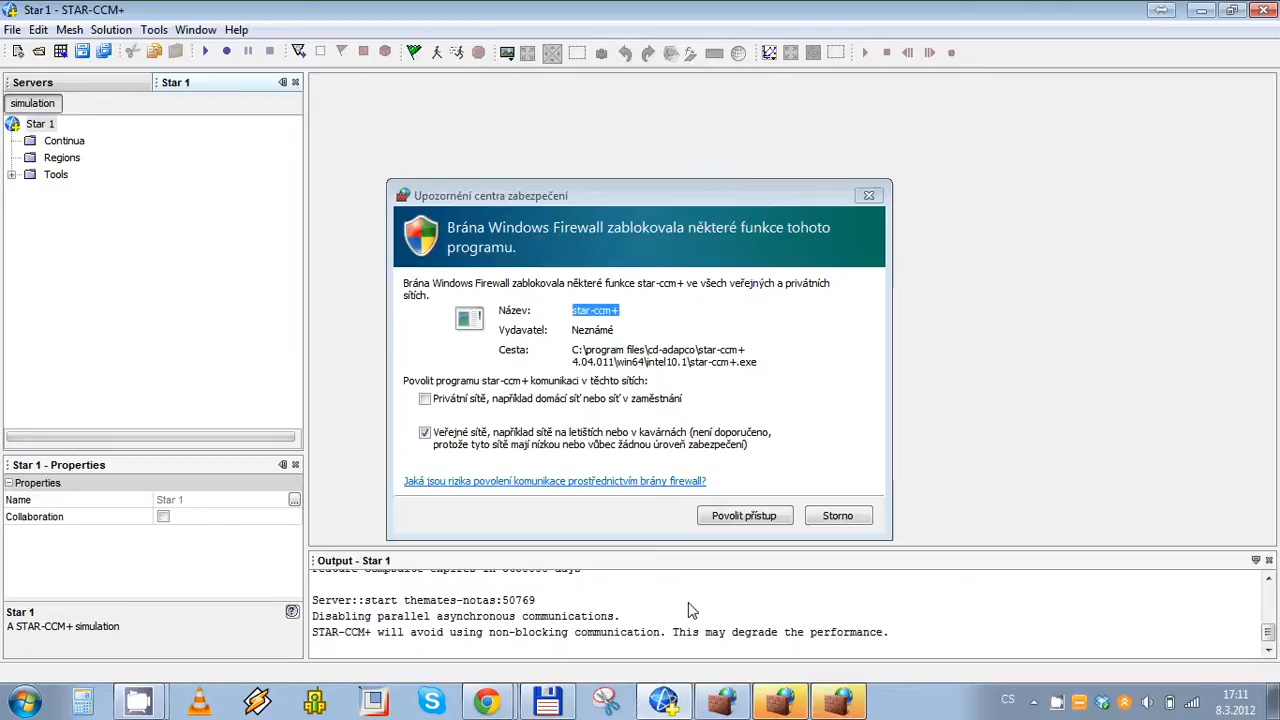 Star 1 - STAR-CCM+
File Edit Mesh Solution Tools Window Help
Servers
Star 1
simulation
Star 1
Continua
Regions
Tools
Upozornění centra zabezpečení
Brána Windows Firewall zablokovala některé funkce tohoto
programu.
Brána Windows Firewall zablokovala některé funkce star-ccm+ ve všech veřejných a privátních
sítích.
Název: star-ccm+
Vydavatel: Neznámé
Cesta: C:\program files\cd-adapco\star-ccm+
4.04.011\win64\intel10.1\star-ccm+.exe
Povolit programu star-ccm+ komunikaci v těchto sítích:
Privátní sítě, například domácí síť nebo síť v zaměstnání
Veřejné sítě, například sítě na letištích nebo v kavárnách (není doporučeno,
protože tyto sítě mají nízkou nebo vůbec žádnou úroveň zabezpečení)
Jaká jsou rizika povolení komunikace prostřednictvím brány firewall?
Povolit přístup
Storno
Star 1 - Properties
Properties
Name Star 1
Collaboration
Star 1
A STAR-CCM+ simulation
Output - Star 1
Server::start themates-notas:50769
Disabling parallel asynchronous communications.
STAR-CCM+ will avoid using non-blocking communication. This may degrade the performance.
CS
17:11
8.3.2012